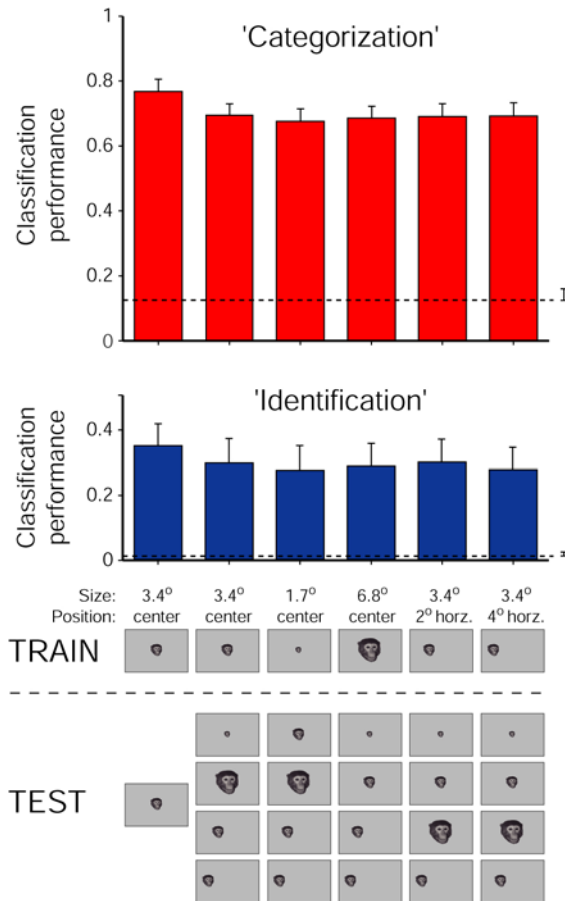 'Categorization'
1
0.8
0.6
0.4
0.2
0
Classification
performance
'Identification'
0.4
0.2
0
Classification
performance
Size: 3.4° 3.4° 1.7° 6.8° 3.4° 3.4°
Position: center center center center 2° horz. 4° horz.
TRAIN
TEST